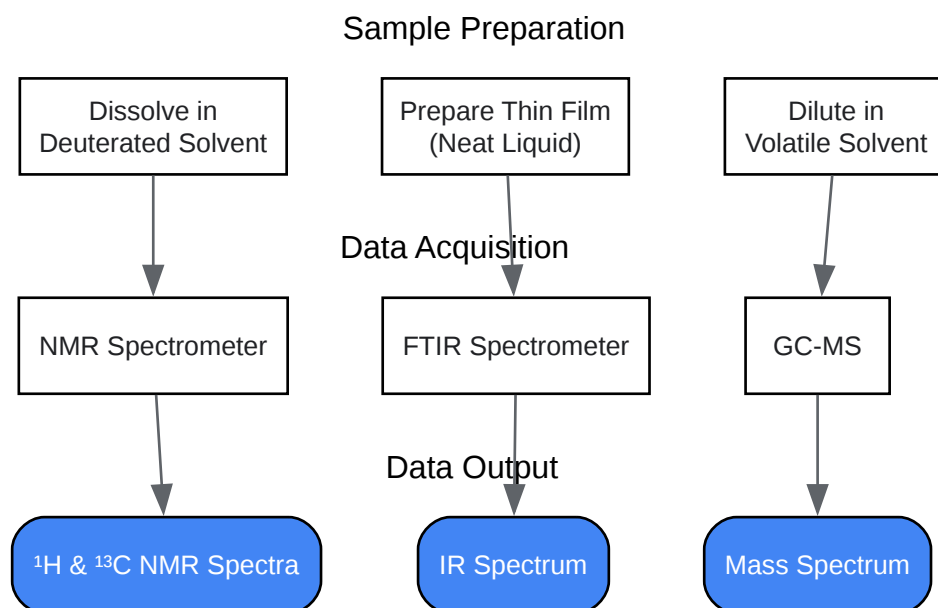 Sample Preparation
Dissolve in
Deuterated Solvent
Prepare Thin Film
(Neat Liquid)
Dilute in
Volatile Solvent
Data Acquisition
NMR Spectrometer
FTIR Spectrometer
GC-MS
Data Output
¹H & ¹³C NMR Spectra
IR Spectrum
Mass Spectrum